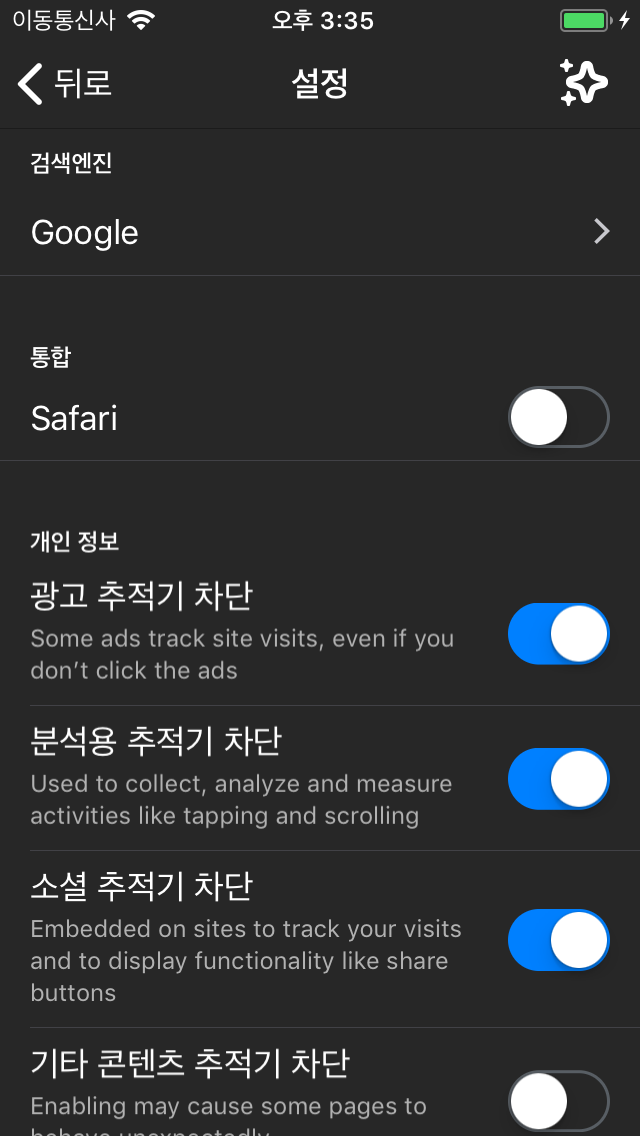 이동통신사 오후 3:35
뒤로 설정
검색엔진
Google
통합
Safari
개인 정보
광고 추적기 차단
Some ads track site visits, even if you
don’t click the ads
분석용 추적기 차단
Used to collect, analyze and measure
activities like tapping and scrolling
소셜 추적기 차단
Embedded on sites to track your visits
and to display functionality like share
buttons
기타 콘텐츠 추적기 차단
Enabling may cause some pages to
behave unexpectedly